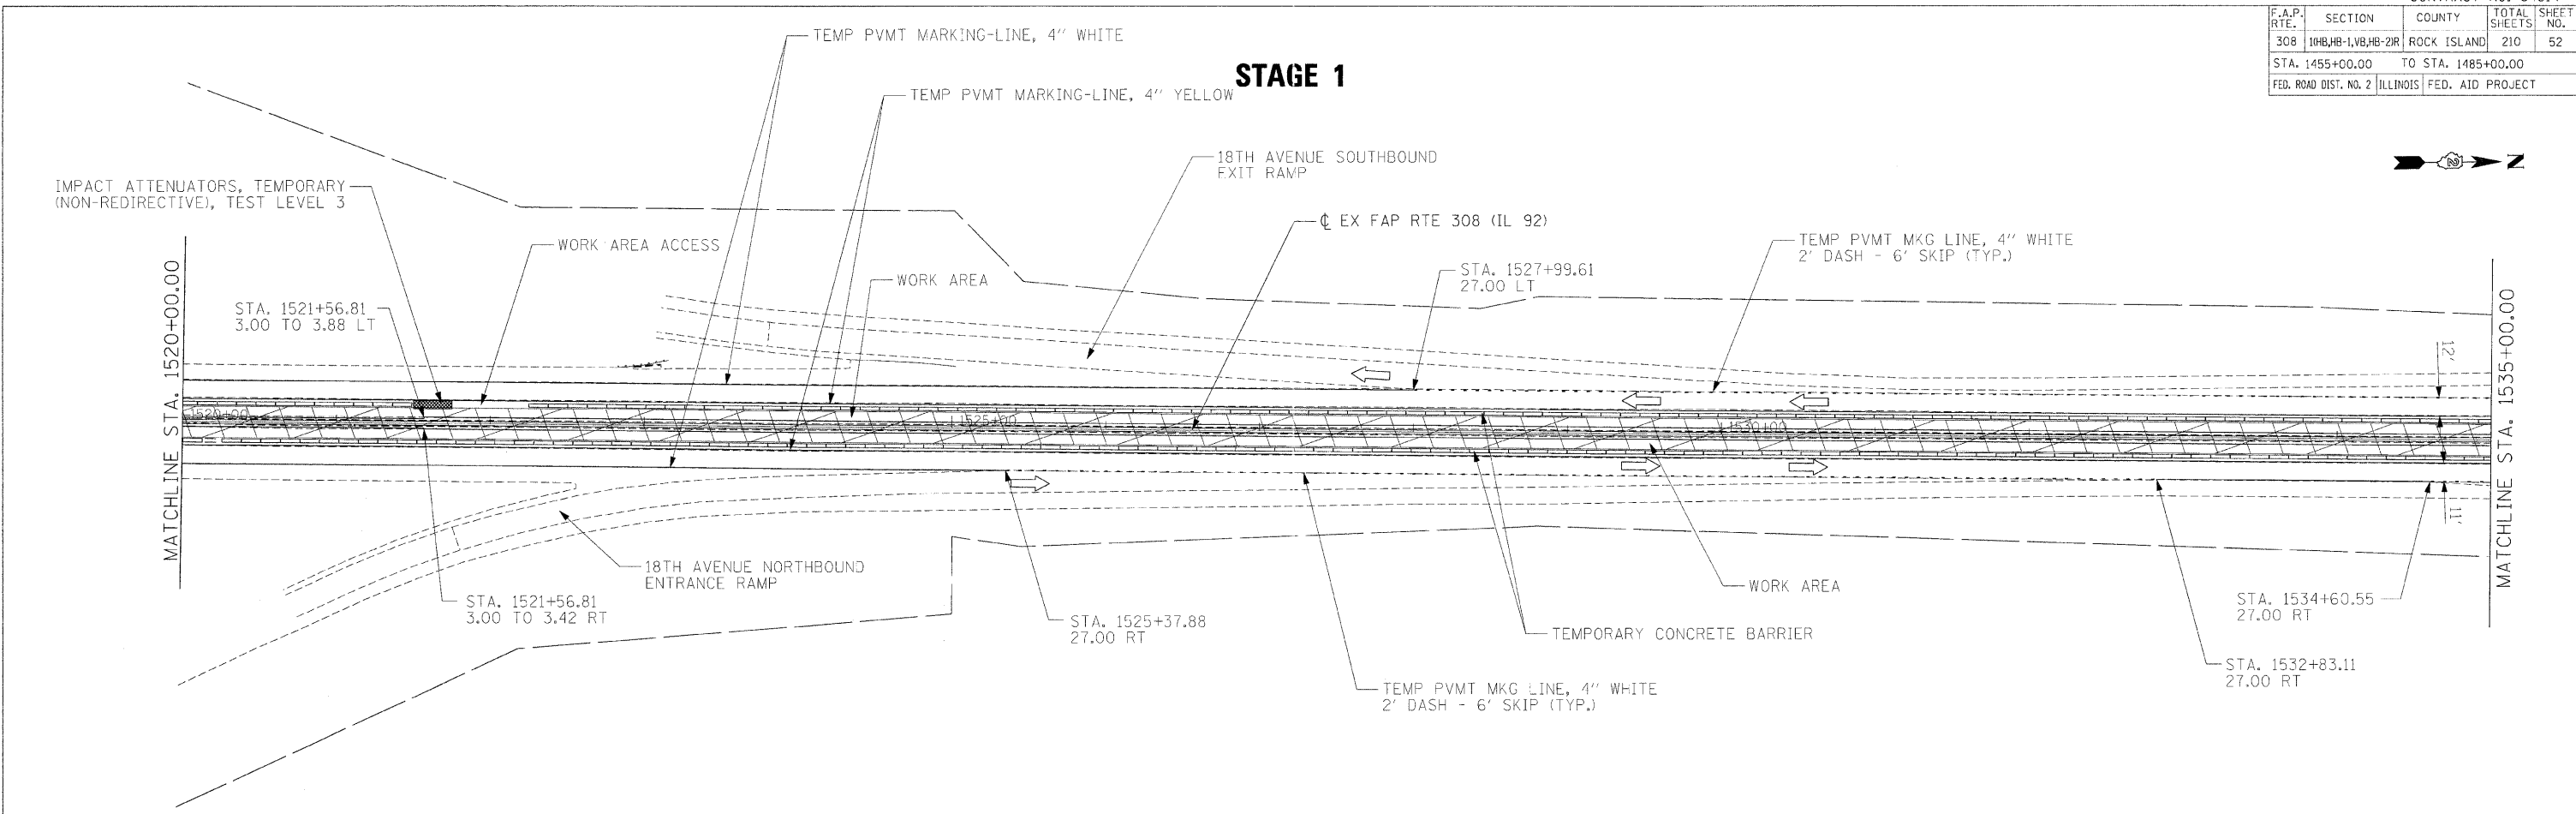 F.A.P. RTE. SECTION COUNTY TOTAL SHEETS SHEET NO.
308 ROCK ISLAND 210 52
STA. 1455+00.00 TO STA. 1485+00.00
FED. ROAD DIST. NO. 2 ILLINOIS FED. AID PROJECT
STAGE 1
TEMP PVMT MARKING-LINE, 4" WHITE
TEMP PVMT MARKING-LINE, 4" YELLOW
18TH AVENUE SOUTHBOUND
EXIT RAMP
N
IMPACT ATTENUATORS, TEMPORARY
(NON-REDIRECTIVE), TEST LEVEL 3
WORK AREA ACCESS
℄ EX FAP RTE 308 (IL 92)
TEMP PVMT MKG LINE, 4" WHITE
2' DASH - 6' SKIP (TYP.)
WORK AREA
STA. 1527+99.61
27.00 LT
STA. 1521+56.81
3.00 TO 3.88 LT
MATCHLINE STA. 1520+00.00
MATCHLINE STA. 1535+00.00
12'
1520+00
1525+00
1530+00
11'
18TH AVENUE NORTHBOUND
ENTRANCE RAMP
STA. 1521+56.81
3.00 TO 3.42 RT
STA. 1525+37.88
27.00 RT
WORK AREA
TEMPORARY CONCRETE BARRIER
STA. 1534+60.55
27.00 RT
STA. 1532+83.11
27.00 RT
TEMP PVMT MKG LINE, 4" WHITE
2' DASH - 6' SKIP (TYP.)